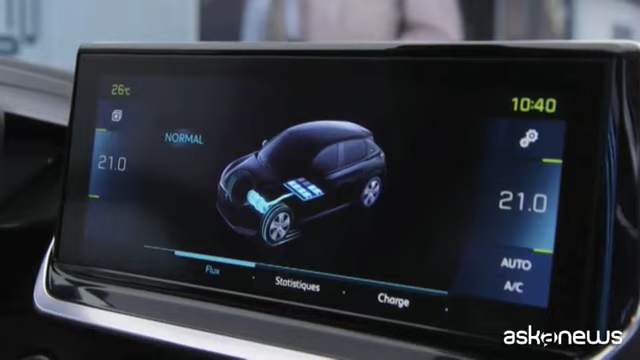 26°C
10:40
NORMAL
21.0
21.0
AUTO
A/C
Flux
Statistiques
Charge
askanews